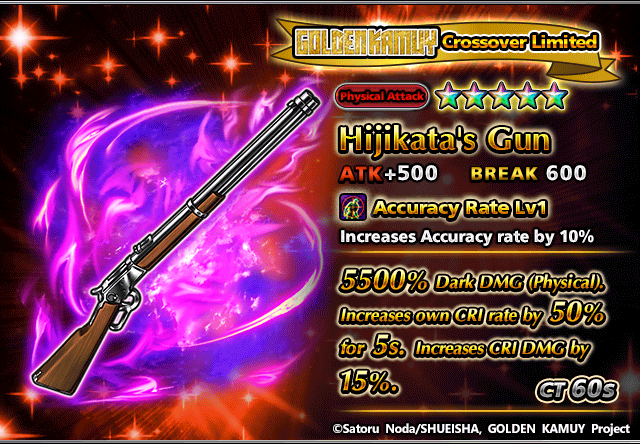 GOLDEN KAMUY Crossover Limited
Physical Attack
Hijikata's Gun
ATK+500 BREAK 600
Accuracy Rate Lv1
Increases Accuracy rate by 10%
5500% Dark DMG (Physical).
Increases own CRI rate by 50%
for 5s. Increases CRI DMG by
15%.
CT 60s
©Satoru Noda/SHUEISHA, GOLDEN KAMUY Project